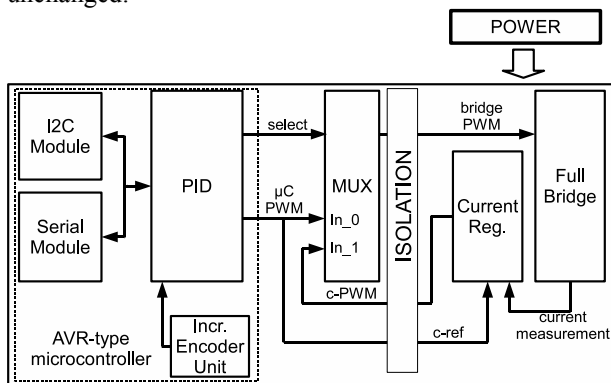 unchanged.
POWER
I2C
Module
Serial
Module
PID
AVR-type
microcontroller
Incr.
Encoder
Unit
select
µC
PWM
MUX
In_0
In_1
c-PWM
ISOLATION
bridge
PWM
Current
Reg.
Full
Bridge
c-ref
current
measurement